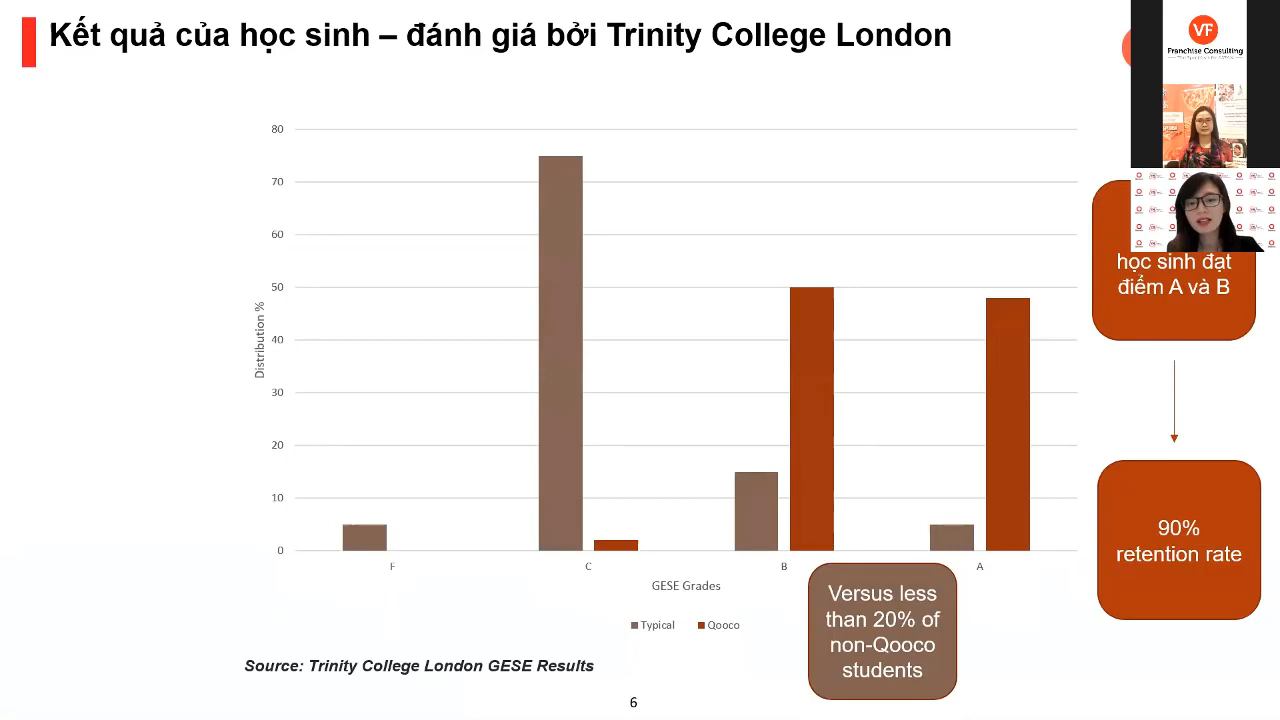 Kết quả của học sinh – đánh giá bởi Trinity College London
VF
Franchise Consulting
80
70
60
50
40
30
20
10
0
Distribution %
F
C
B
A
GESE Grades
Typical
Qooco
học sinh đạt
điểm A và B
90%
retention rate
Versus less
than 20% of
non-Qooco
students
Source: Trinity College London GESE Results
6